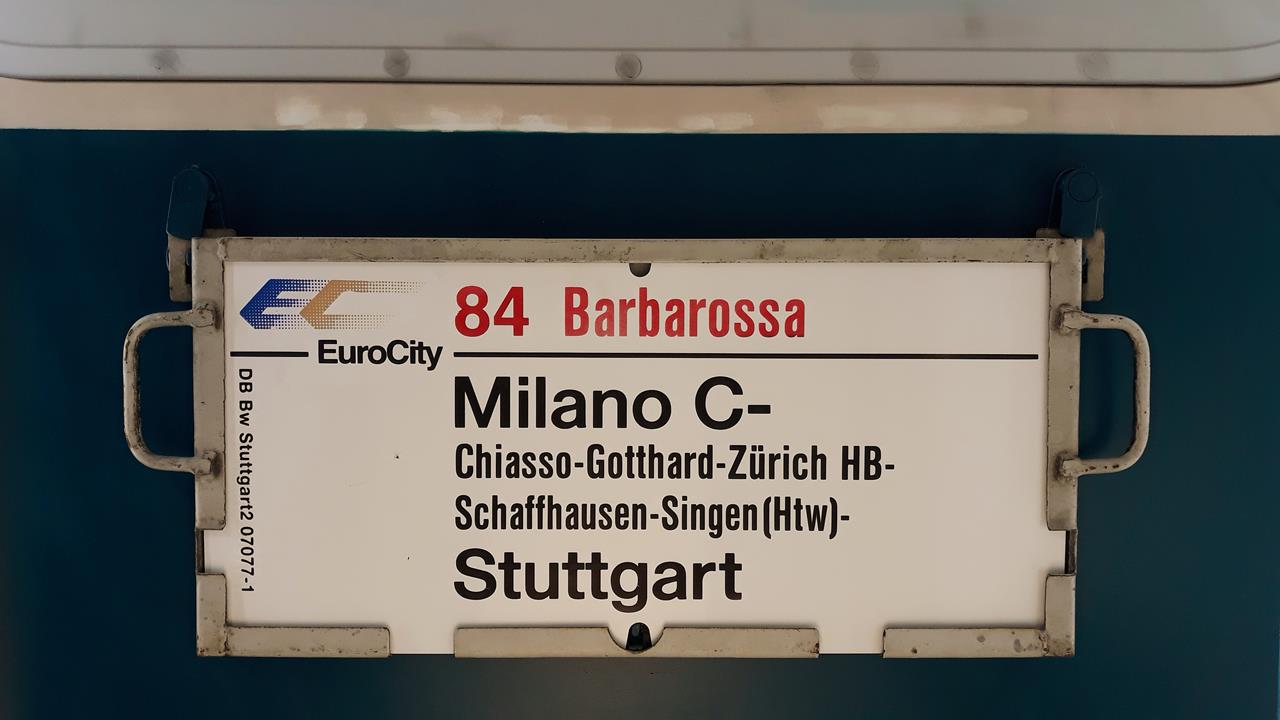 EC
84 Barbarossa
EuroCity
Milano C-
Chiasso-Gotthard-Zürich HB-
Schaffhausen-Singen(Htw)-
Stuttgart
DB Bw Stuttgart2 07077-1